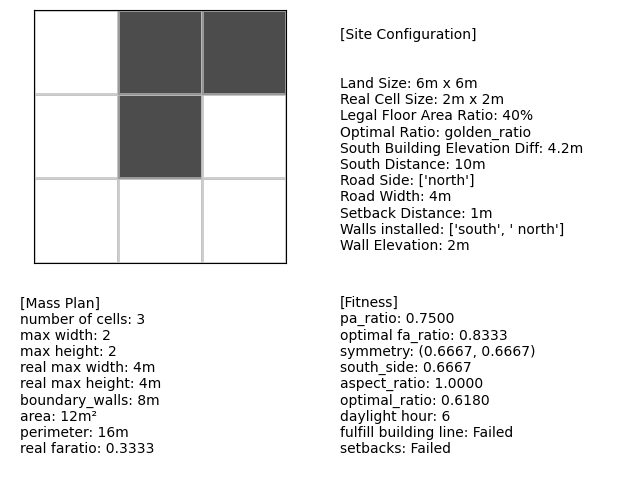 [Site Configuration]
Land Size: 6m x 6m
Real Cell Size: 2m x 2m
Legal Floor Area Ratio: 40%
Optimal Ratio: golden_ratio
South Building Elevation Diff: 4.2m
South Distance: 10m
Road Side: ['north']
Road Width: 4m
Setback Distance: 1m
Walls installed: ['south', ' north']
Wall Elevation: 2m
[Mass Plan]
number of cells: 3
max width: 2
max height: 2
real max width: 4m
real max height: 4m
boundary_walls: 8m
area: 12m²
perimeter: 16m
real faratio: 0.3333
[Fitness]
pa_ratio: 0.7500
optimal fa_ratio: 0.8333
symmetry: (0.6667, 0.6667)
south_side: 0.6667
aspect_ratio: 1.0000
optimal_ratio: 0.6180
daylight hour: 6
fulfill building line: Failed
setbacks: Failed